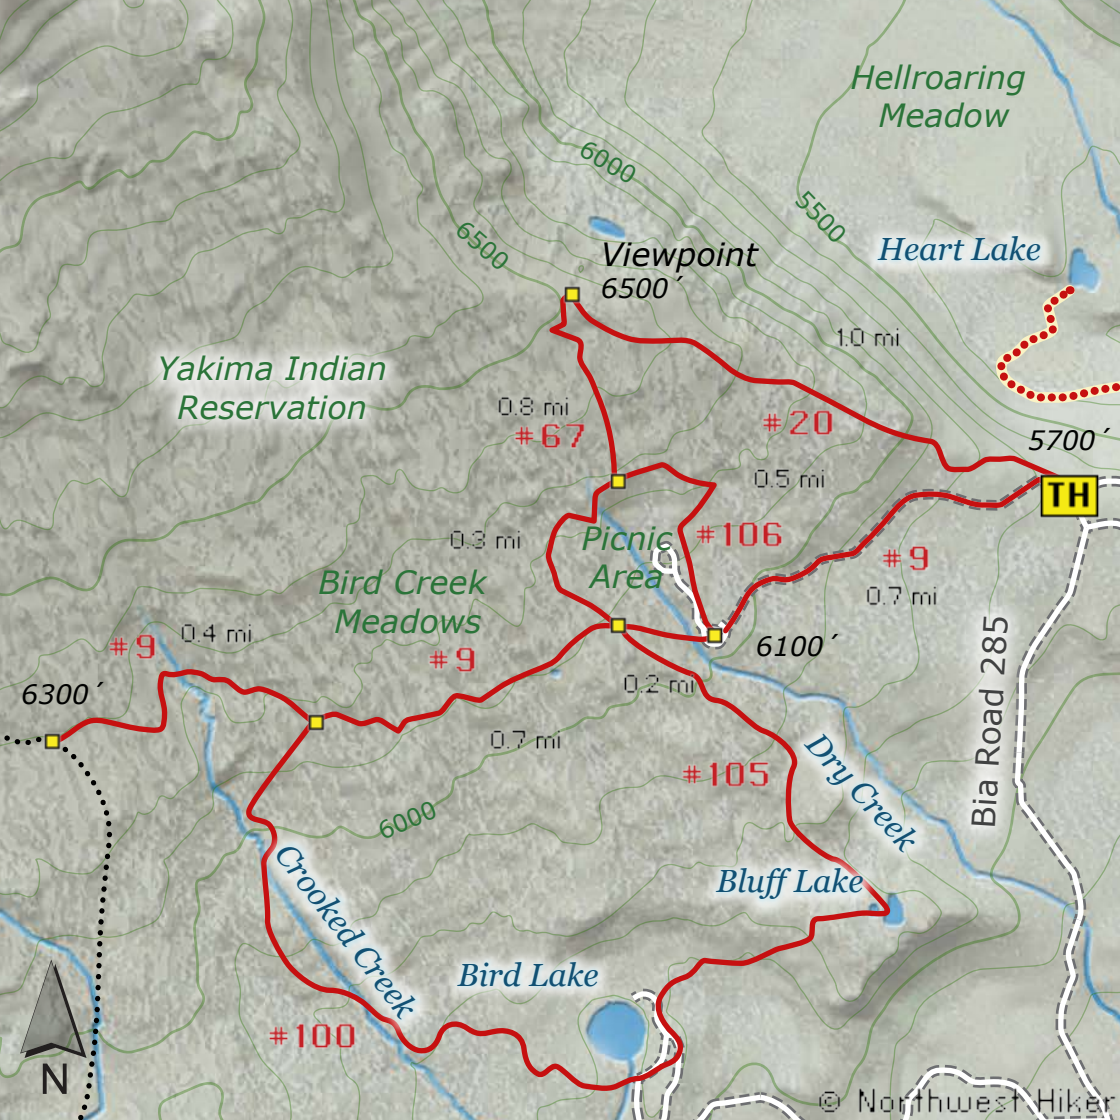 Hellroaring
Meadow
6000
5500
6500
Heart Lake
Viewpoint
6500´
1.0 mi
Yakima Indian
Reservation
0.8 mi
#67
#20
5700´
0.5 mi
TH
#106
0.3 mi
Picnic
Area
#9
0.7 mi
Bird Creek
Meadows
#9
0.4 mi
#9
6100´
6300´
0.2 mi
Bia Road 285
0.7 mi
#105
Dry Creek
6000
Bluff Lake
Crooked Creek
Bird Lake
#100
N
© Northwest Hiker